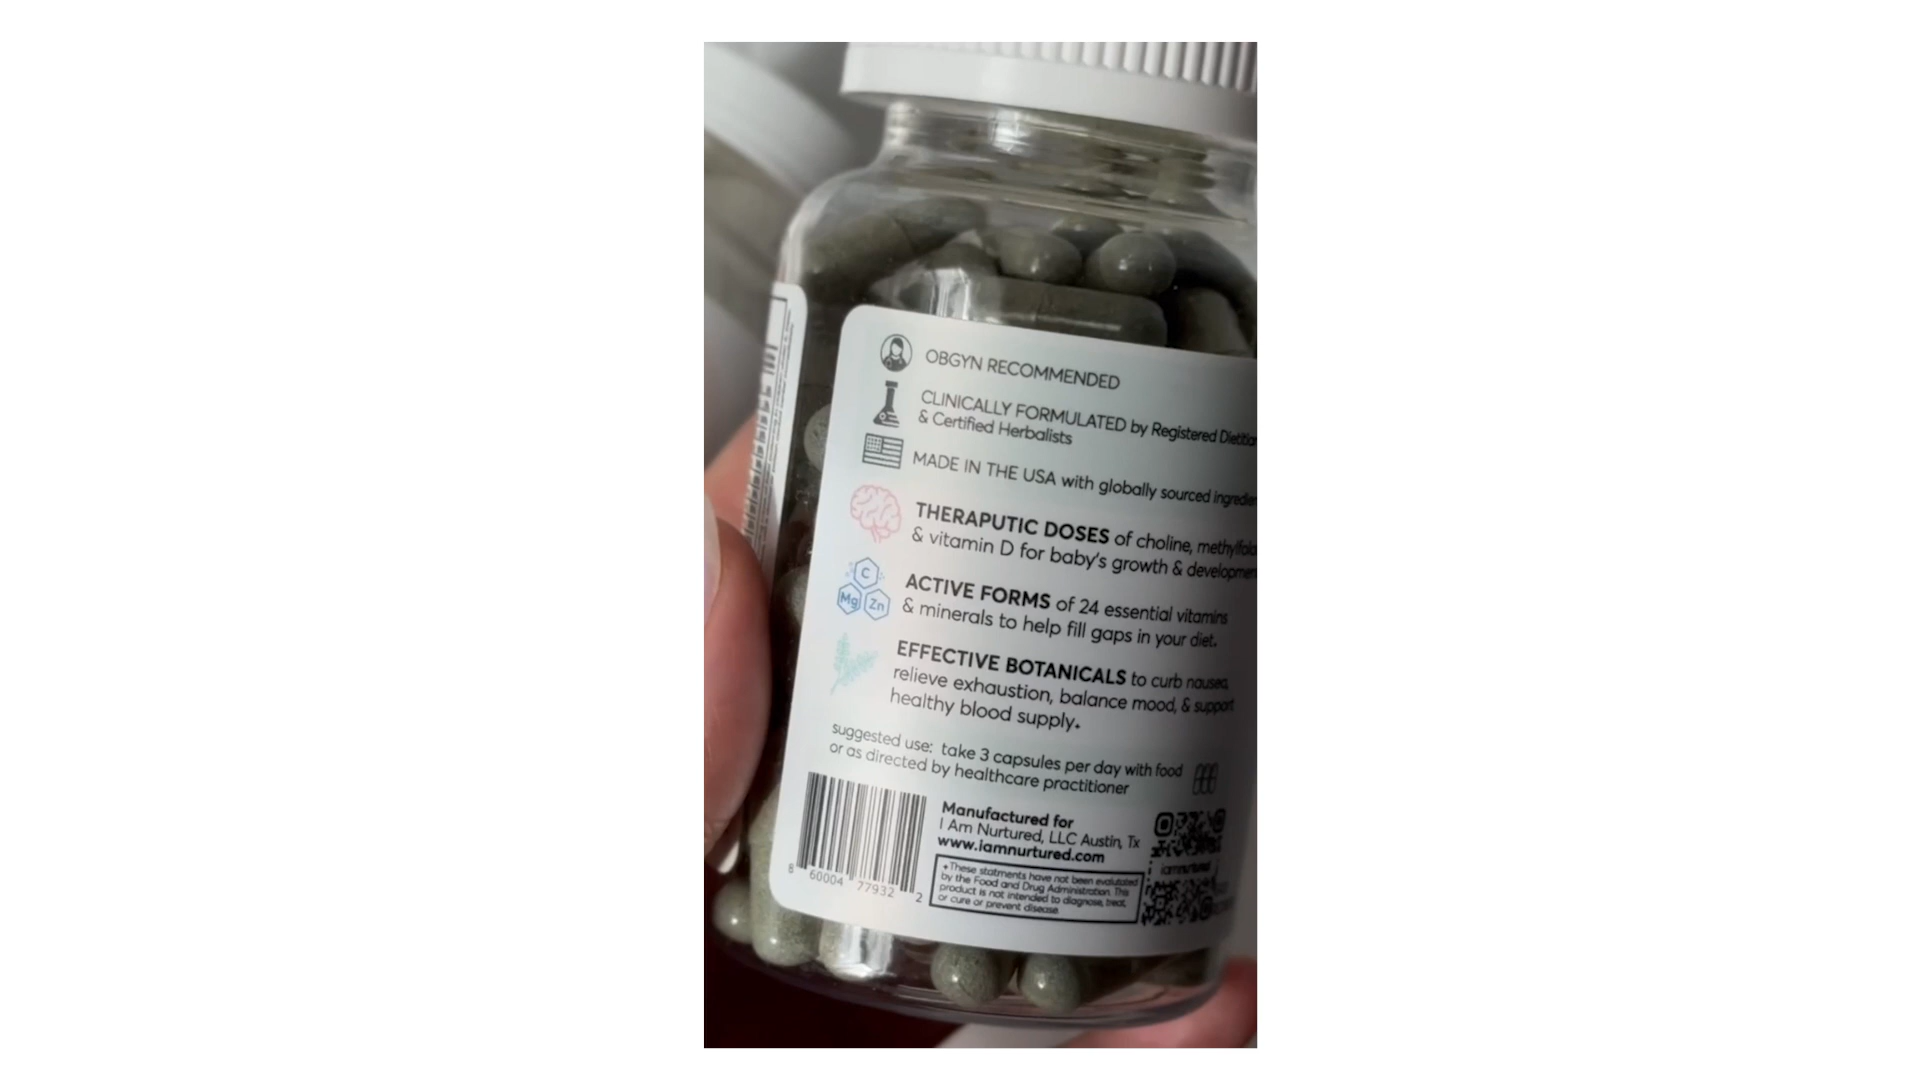 OBGYN RECOMMENDED
CLINICALLY FORMULATED by Registered
& Certified Herbalists
MADE IN THE USA with globally sourced
THERAPUTIC DOSES of choline,
& vitamin D for baby's growth &
C
Mg Zn
ACTIVE FORMS of 24 essential vitamins
& minerals to help fill gaps in your diet.
EFFECTIVE BOTANICALS to curb nausea,
relieve exhaustion, balance mood, & support
healthy blood supply.+
suggested use: take 3 capsules per day with food
or as directed by healthcare practitioner
8 60004 77932 2
Manufactured for
I Am Nurtured, LLC Austin, Tx
www.iamnurtured.com
iamnurtured
+These statments have not been evalutated
by the Food and Drug Administration. This
product is not intended to diagnose, treat,
or cure or prevent disease.